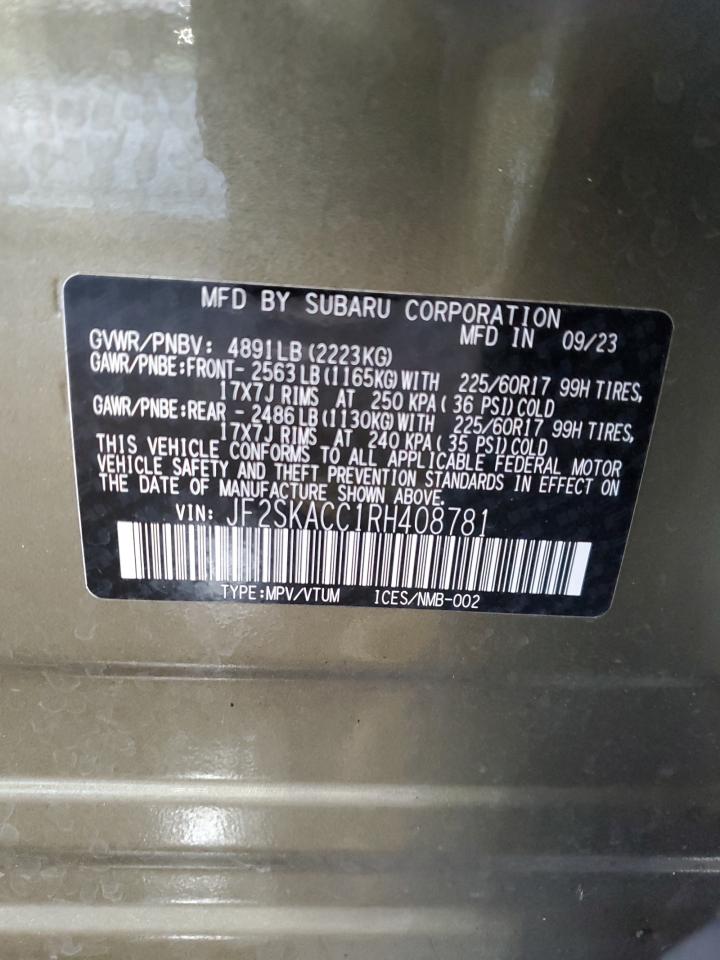 MFD BY SUBARU CORPORATION
MFD IN 09/23
GVWR/PNBV: 4891LB (2223KG)
GAWR/PNBE:FRONT- 2563 LB (1165KG) WITH 225/60R17 99H TIRES,
17X7J RIMS AT 250 KPA ( 36 PSI) COLD
GAWR/PNBE:REAR - 2486 LB (1130KG) WITH 225/60R17 99H TIRES,
17X7J RIMS AT 240 KPA ( 35 PSI) COLD
THIS VEHICLE CONFORMS TO ALL APPLICABLE FEDERAL MOTOR
VEHICLE SAFETY AND THEFT PREVENTION STANDARDS IN EFFECT ON
THE DATE OF MANUFACTURE SHOWN ABOVE.
VIN: JF2SKACC1RH408781
TYPE:MPV/VTUM ICES/NMB-002